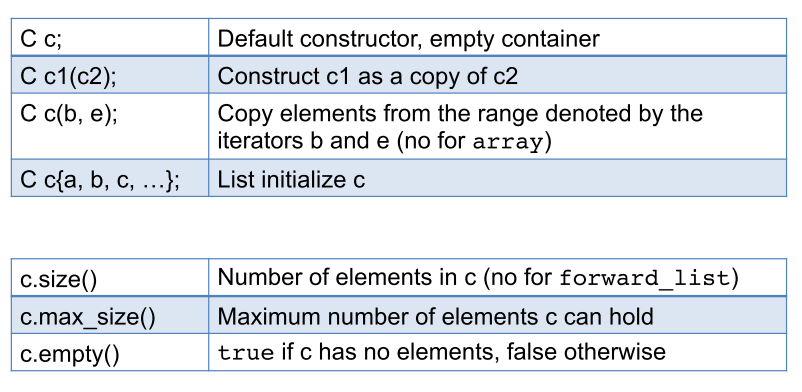 C c;
Default constructor, empty container
C c1(c2);
Construct c1 as a copy of c2
C c(b, e);
Copy elements from the range denoted by the
iterators b and e (no for array)
C c{a, b, c, …};
List initialize c
c.size()
Number of elements in c (no for forward_list)
c.max_size()
Maximum number of elements c can hold
c.empty()
true if c has no elements, false otherwise